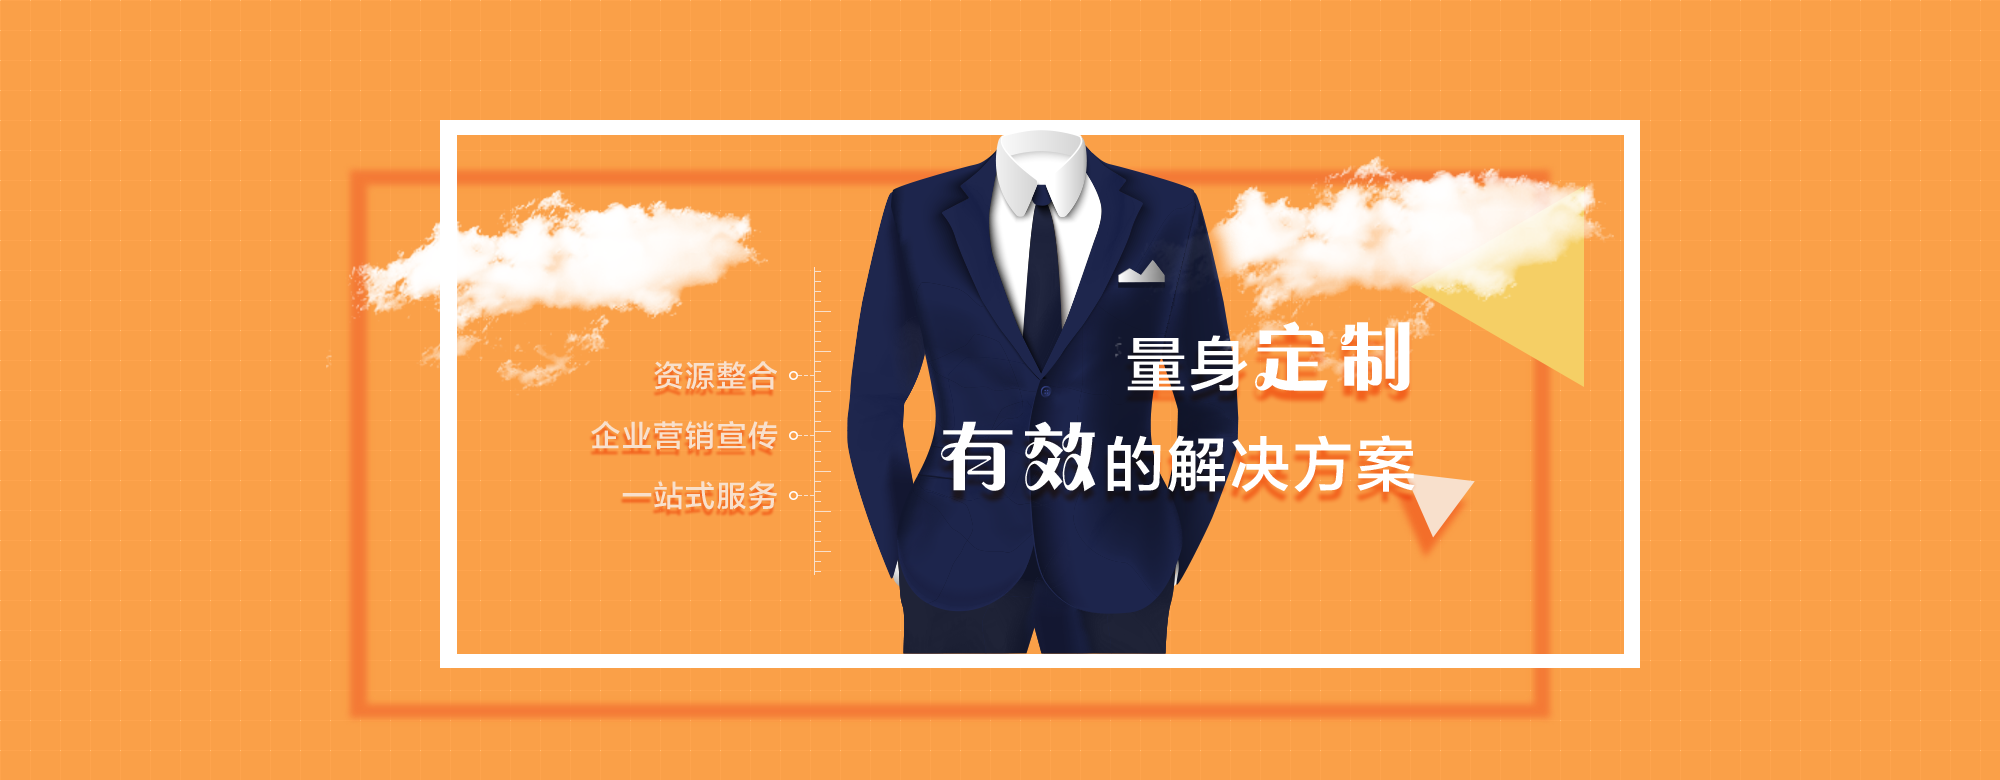 资源整合
企业营销宣传
一站式服务
量身定制
有效的解决方案